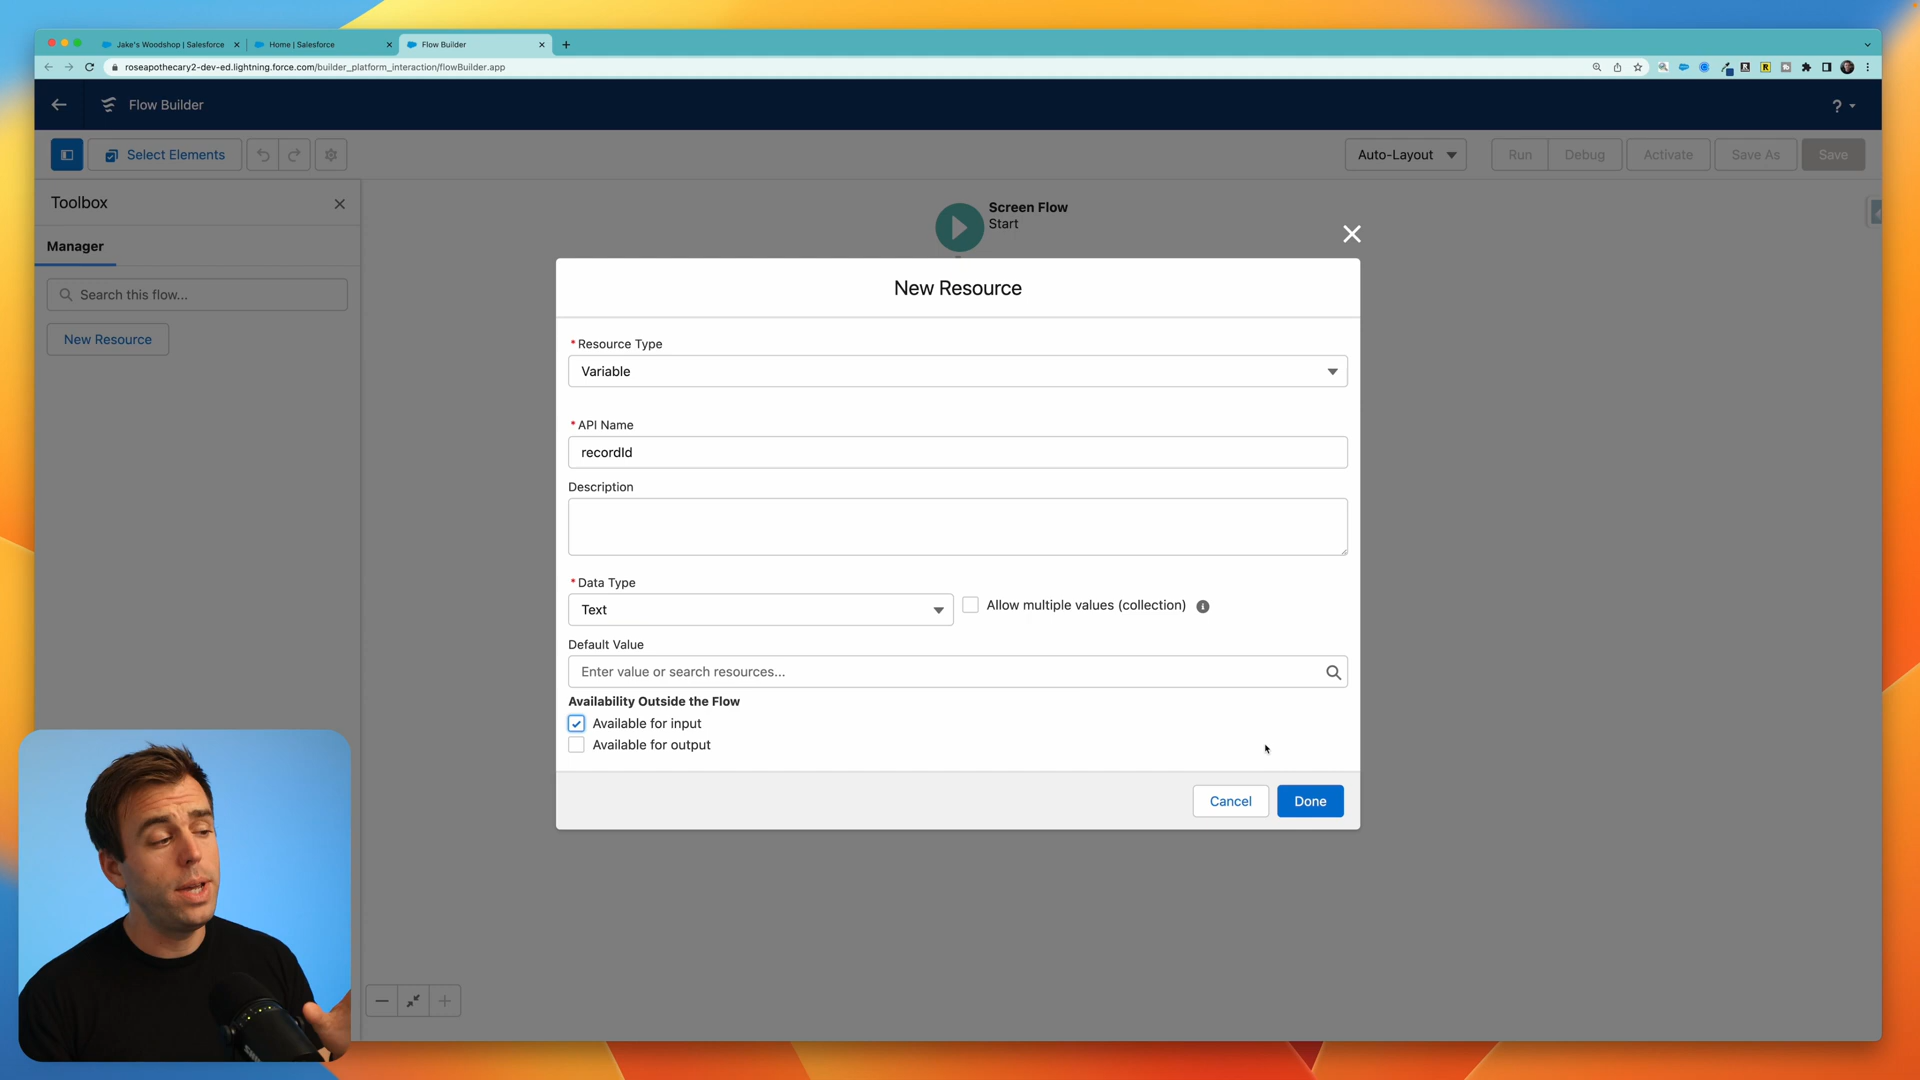 Jake's Woodshop | Salesforce
Home | Salesforce
Flow Builder
roseapothecary2-dev-ed.lightning.force.com/builder_platform_interaction/flowBuilder.app
Flow Builder
?
Select Elements
Auto-Layout
Run
Debug
Activate
Save As
Save
Toolbox
Manager
Search this flow...
New Resource
Screen Flow
Start
New Resource
* Resource Type
Variable
* API Name
recordId
Description
* Data Type
Text
Allow multiple values (collection)
Default Value
Enter value or search resources...
Availability Outside the Flow
Available for input
Available for output
Cancel
Done